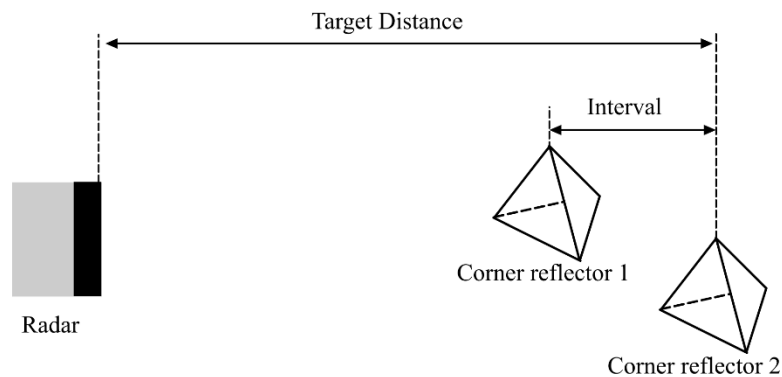 Target Distance
Interval
Corner reflector 1
Radar
Corner reflector 2